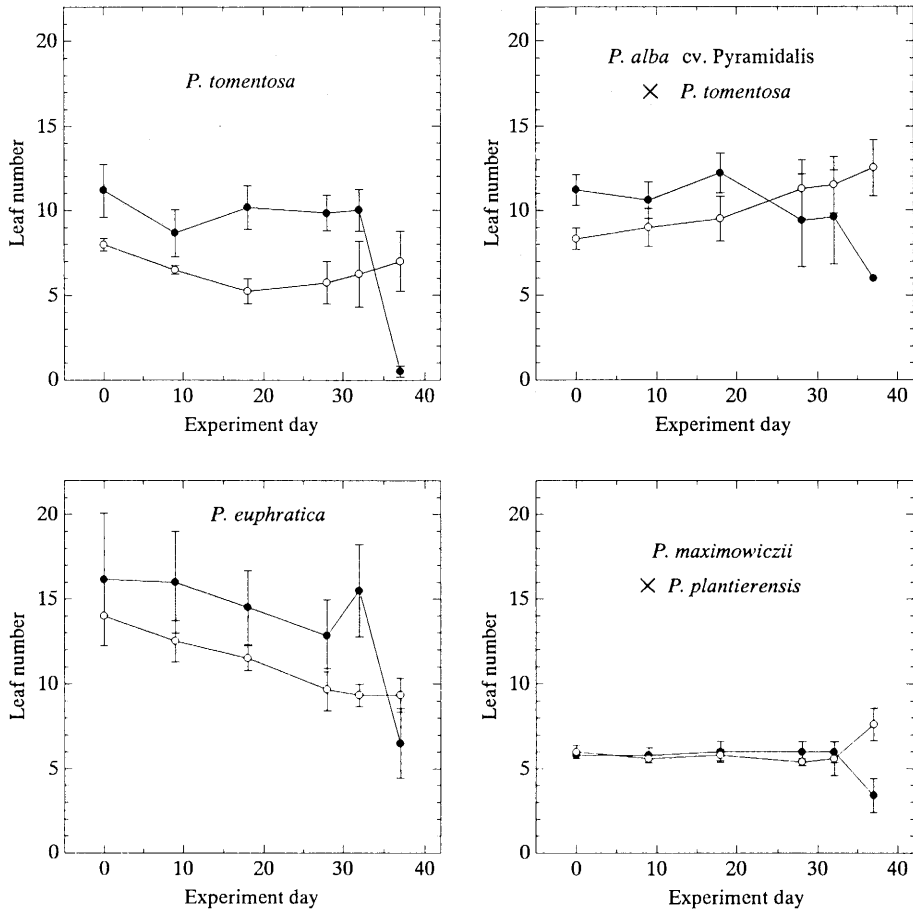 P. tomentosa
Leaf number
20
15
10
5
0
0 10 20 30 40
Experiment day
P. alba cv. Pyramidalis
× P. tomentosa
Leaf number
20
15
10
5
0
0 10 20 30 40
Experiment day
P. euphratica
Leaf number
20
15
10
5
0
0 10 20 30 40
Experiment day
P. maximowiczii
× P. plantierensis
Leaf number
20
15
10
5
0
0 10 20 30 40
Experiment day